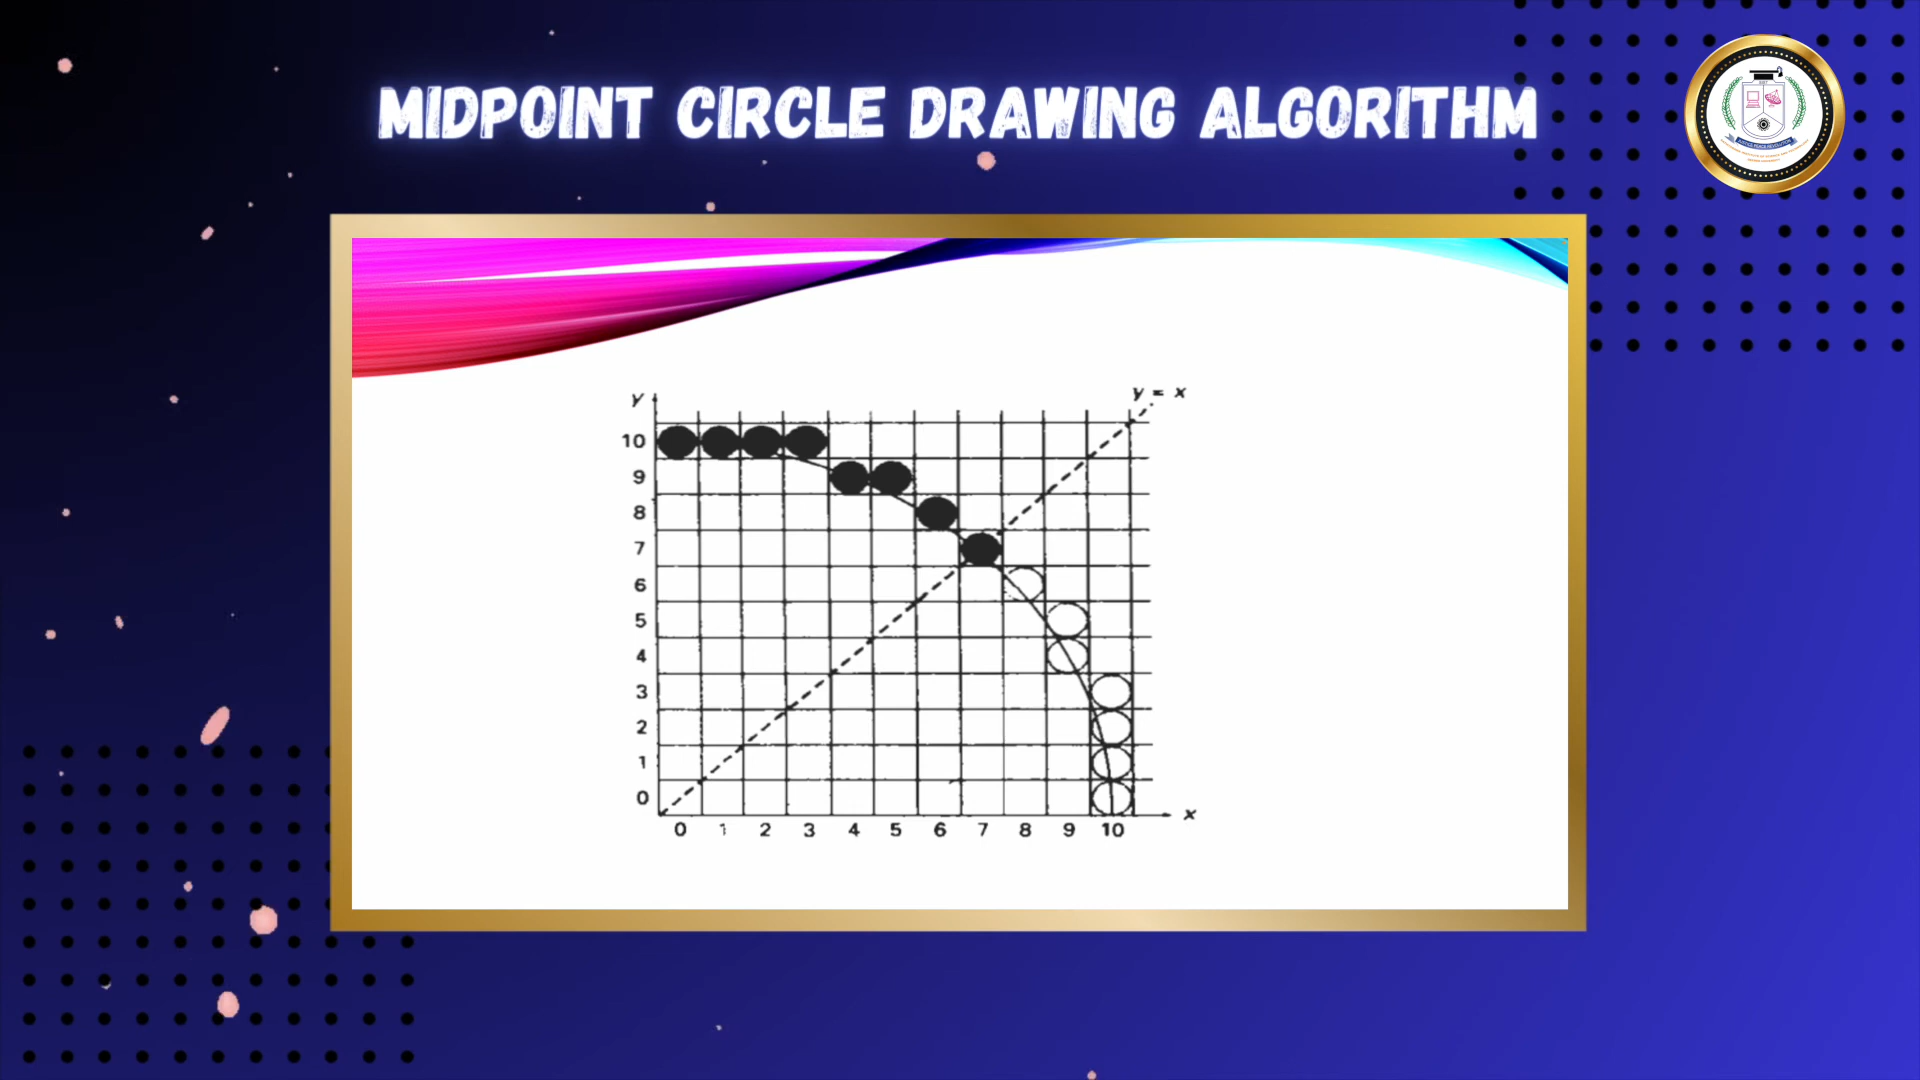 MIDPOINT CIRCLE DRAWING ALGORITHM
y
y = x
10
9
8
7
6
5
4
3
2
1
0
x
0 1 2 3 4 5 6 7 8 9 10